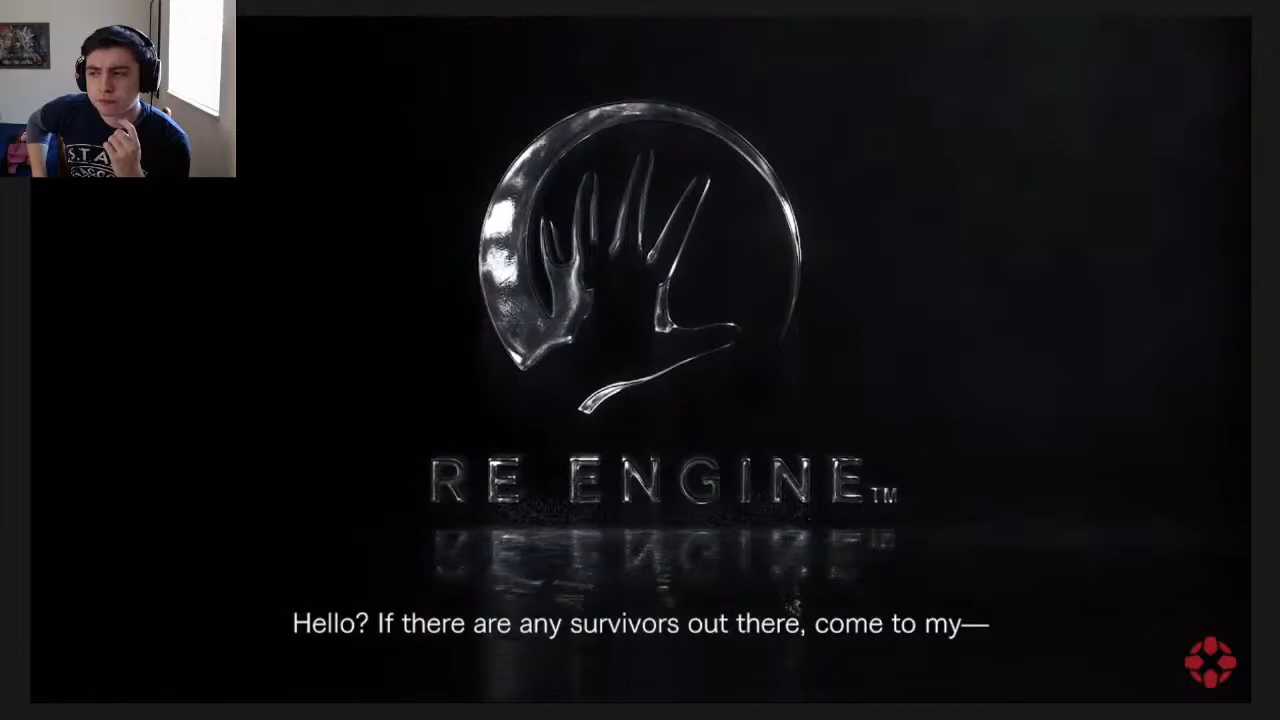 S.T.A
RE ENGINE™
Hello? If there are any survivors out there, come to my—